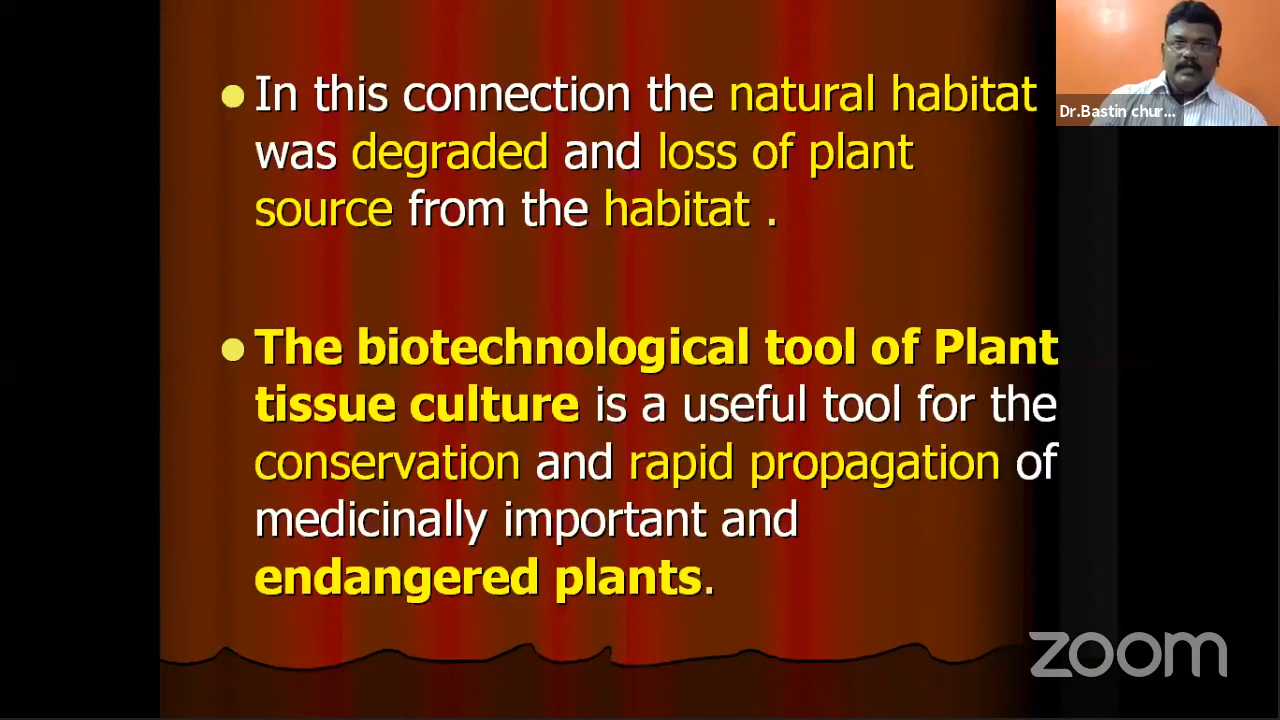 In this connection the natural habitat
was degraded and loss of plant
source from the habitat .
The biotechnological tool of Plant
tissue culture is a useful tool for the
conservation and rapid propagation of
medicinally important and
endangered plants.
Dr.Bastin chur...
zoom